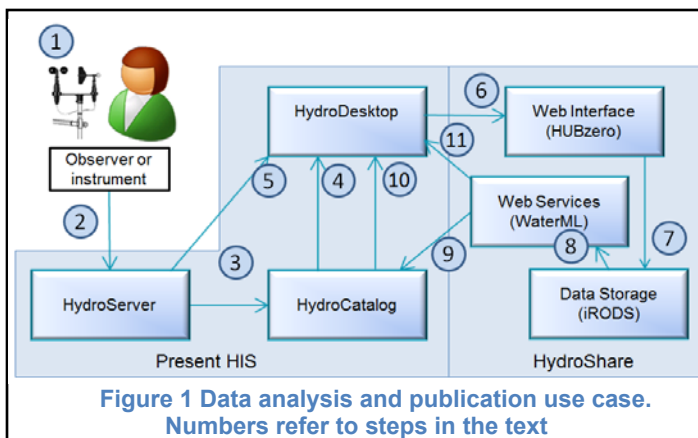 1
HydroDesktop
6
Web Interface
(HUBzero)
11
Observer or
instrument
5
4
10
Web Services
(WaterML)
2
7
3
9
8
HydroServer
HydroCatalog
Data Storage
(iRODS)
Present HIS
HydroShare
Figure 1 Data analysis and publication use case.
Numbers refer to steps in the text